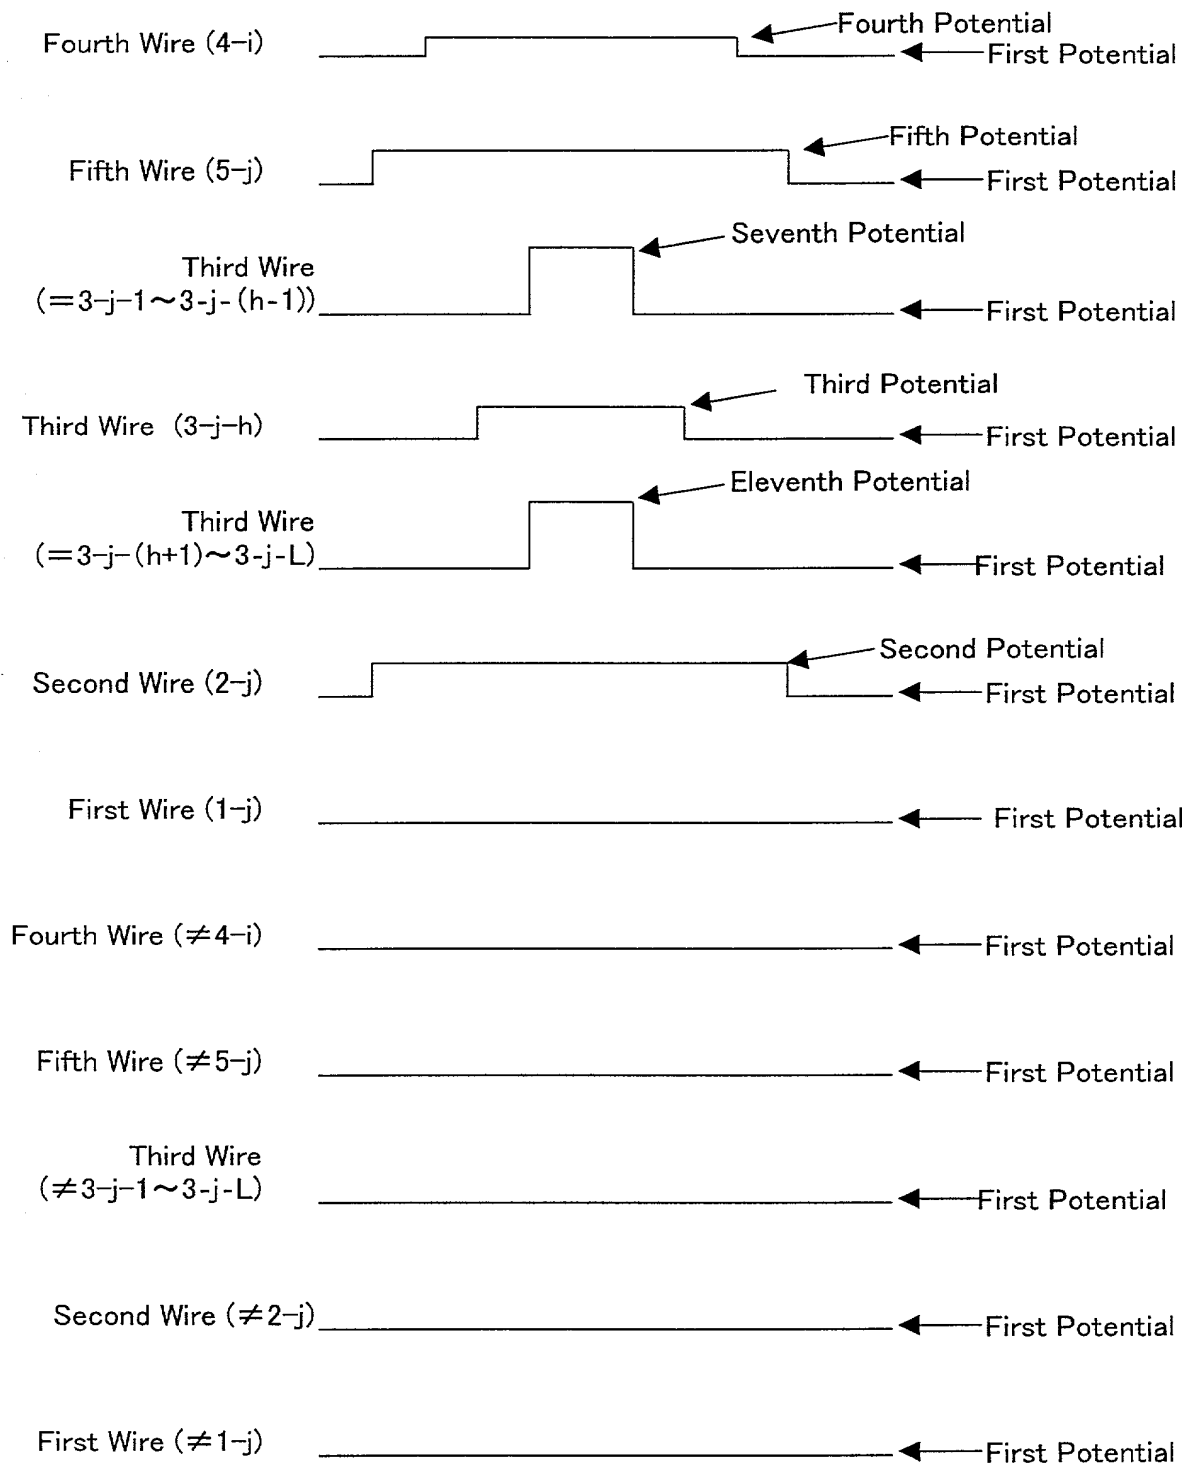 Fourth Potential
Fourth Wire (4-i)
First Potential
Fifth Potential
Fifth Wire (5-j)
First Potential
Seventh Potential
Third Wire
(=3-j-1～3-j-(h-1))
First Potential
Third Potential
Third Wire (3-j-h)
First Potential
Eleventh Potential
Third Wire
(=3-j-(h+1)～3-j-L)
First Potential
Second Potential
Second Wire (2-j)
First Potential
First Wire (1-j)
First Potential
Fourth Wire (≠4-i)
First Potential
Fifth Wire (≠5-j)
First Potential
Third Wire
(≠3-j-1～3-j-L)
First Potential
Second Wire (≠2-j)
First Potential
First Wire (≠1-j)
First Potential